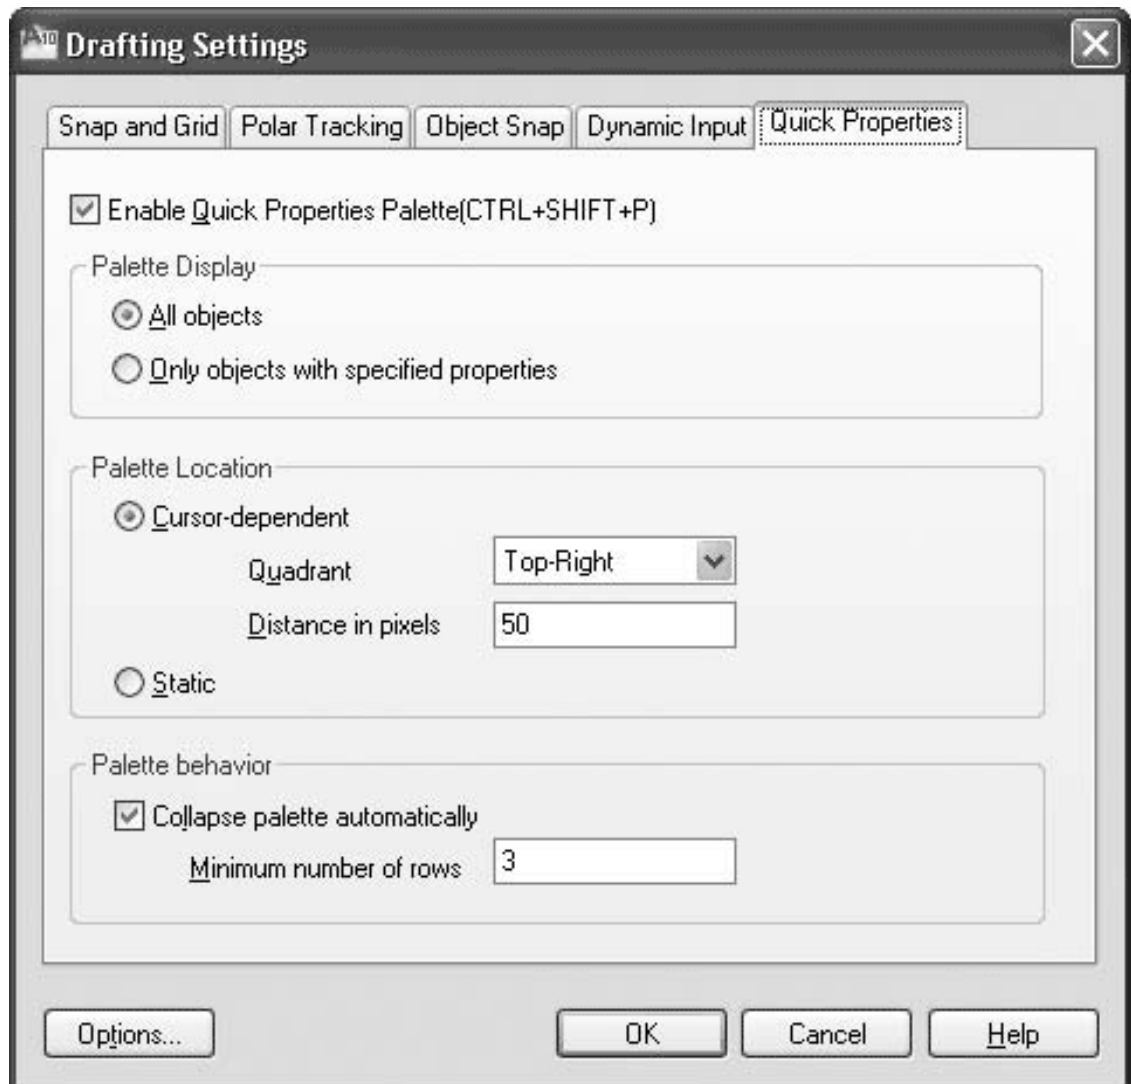 Drafting Settings
Snap and Grid Polar Tracking Object Snap Dynamic Input Quick Properties
Enable Quick Properties Palette(CTRL+SHIFT+P)
Palette Display
All objects
Only objects with specified properties
Palette Location
Cursor-dependent
Quadrant Top-Right
Distance in pixels 50
Static
Palette behavior
Collapse palette automatically
Minimum number of rows 3
Options... OK Cancel Help